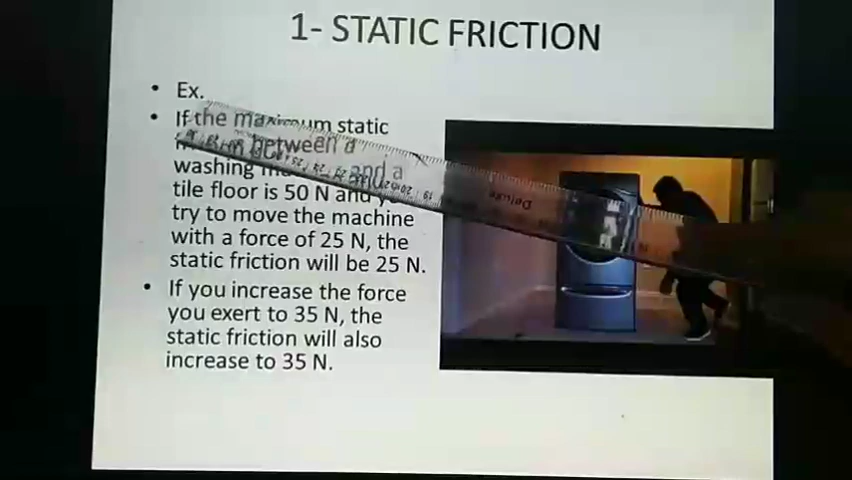 1- STATIC FRICTION
• Ex.
• If the maximum static
between a
washing and a
tile floor is 50 N and
try to move the machine
with a force of 25 N, the
static friction will be 25 N.
• If you increase the force
you exert to 35 N, the
static friction will also
increase to 35 N.
Deluxe